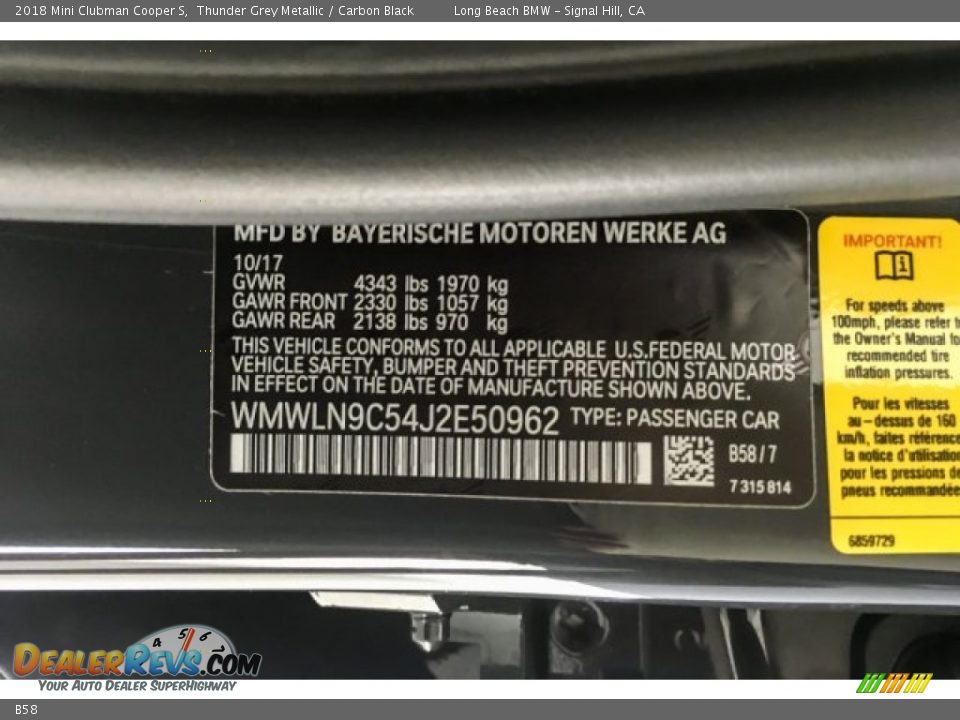 2018 Mini Clubman Cooper S,  Thunder Grey Metallic / Carbon Black          Long Beach BMW - Signal Hill, CA
MFD BY BAYERISCHE MOTOREN WERKE AG
10/17
GVWR 4343 lbs 1970 kg
GAWR FRONT 2330 lbs 1057 kg
GAWR REAR 2138 lbs 970 kg
THIS VEHICLE CONFORMS TO ALL APPLICABLE U.S.FEDERAL MOTOR
VEHICLE SAFETY, BUMPER AND THEFT PREVENTION STANDARDS
IN EFFECT ON THE DATE OF MANUFACTURE SHOWN ABOVE.
WMWLN9C54J2E50962 TYPE: PASSENGER CAR
B58/7
7315814
IMPORTANT!
For speeds above
100mph, please refer
the Owner's Manual
recommended tire
inflation pressures.
Pour les vitesses
au-dessus de 160
km/h, faites référence
la notice d'utilisation
pour les pressions
pneus recommandées
6859729
4 5 6
DEALERREVS.COM
YOUR AUTO DEALER SUPERHIGHWAY
B58